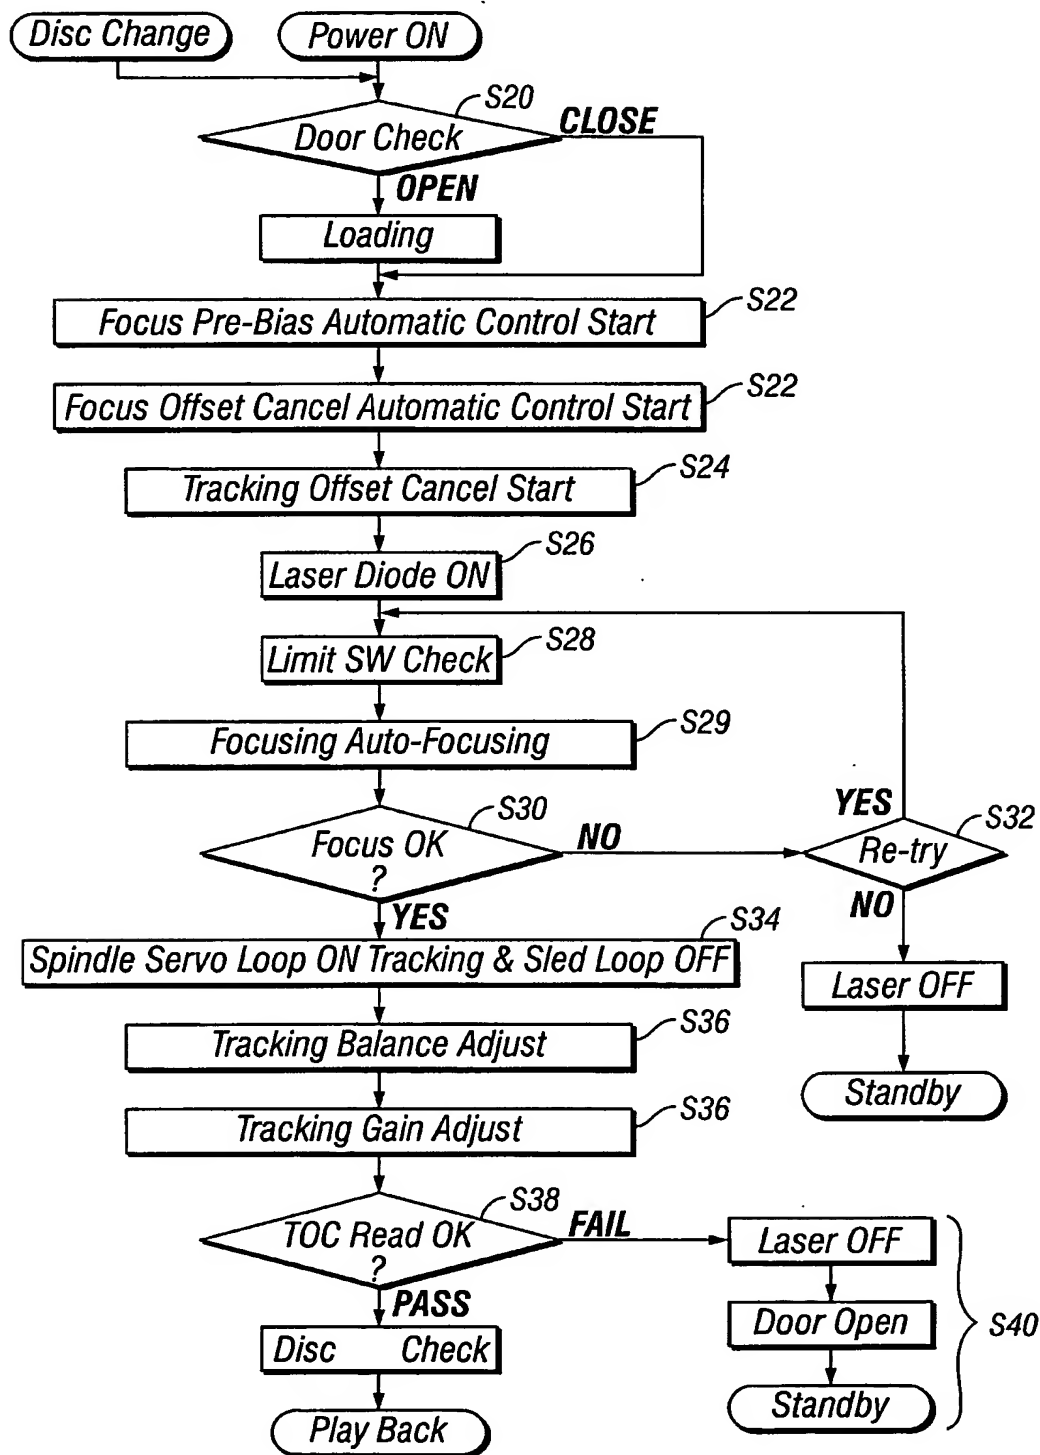 Disc Change
Power ON
S20
Door Check
CLOSE
OPEN
Loading
S22
Focus Pre-Bias Automatic Control Start
S22
Focus Offset Cancel Automatic Control Start
S24
Tracking Offset Cancel Start
S26
Laser Diode ON
S28
Limit SW Check
S29
Focusing Auto-Focusing
S30
Focus OK
?
NO
YES
S32
Re-try
NO
YES
S34
Spindle Servo Loop ON Tracking & Sled Loop OFF
Laser OFF
S36
Tracking Balance Adjust
Standby
S36
Tracking Gain Adjust
S38
TOC Read OK
?
FAIL
Laser OFF
PASS
Door Open
S40
Disc Check
Standby
Play Back